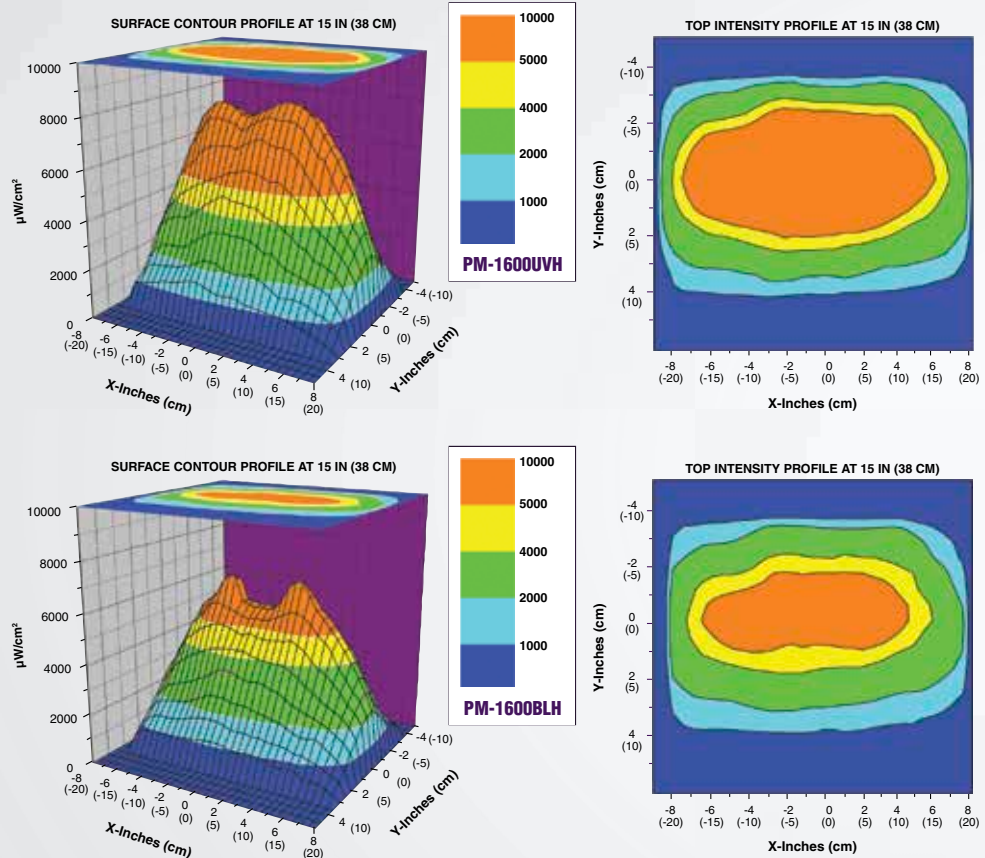 SURFACE CONTOUR PROFILE AT 15 IN (38 CM)
10000
8000
6000
4000
2000
0
µW/cm²
-8 -6 -4 -2 0 2 4 6 8
(-20) (-15) (-10) (-5) (0) (5) (10) (15) (20)
X-Inches (cm)
-4 (-10)
-2 (-5)
0 (0)
2 (5)
4 (10)
Y-Inches (cm)
10000
5000
4000
2000
1000
PM-1600UVH
TOP INTENSITY PROFILE AT 15 IN (38 CM)
-4
(-10)
-2
(-5)
0
(0)
2
(5)
4
(10)
Y-Inches (cm)
-8 -6 -4 -2 0 2 4 6 8
(-20) (-15) (-10) (-5) (0) (5) (10) (15) (20)
X-Inches (cm)
SURFACE CONTOUR PROFILE AT 15 IN (38 CM)
10000
8000
6000
4000
2000
0
µW/cm²
-8 -6 -4 -2 0 2 4 6 8
(-20) (-15) (-10) (-5) (0) (5) (10) (15) (20)
X-Inches (cm)
-4 (-10)
-2 (-5)
0 (0)
2 (5)
4 (10)
Y-Inches (cm)
10000
5000
4000
2000
1000
PM-1600BLH
TOP INTENSITY PROFILE AT 15 IN (38 CM)
-4
(-10)
-2
(-5)
0
(0)
2
(5)
4
(10)
Y-Inches (cm)
-8 -6 -4 -2 0 2 4 6 8
(-20) (-15) (-10) (-5) (0) (5) (10) (15) (20)
X-Inches (cm)